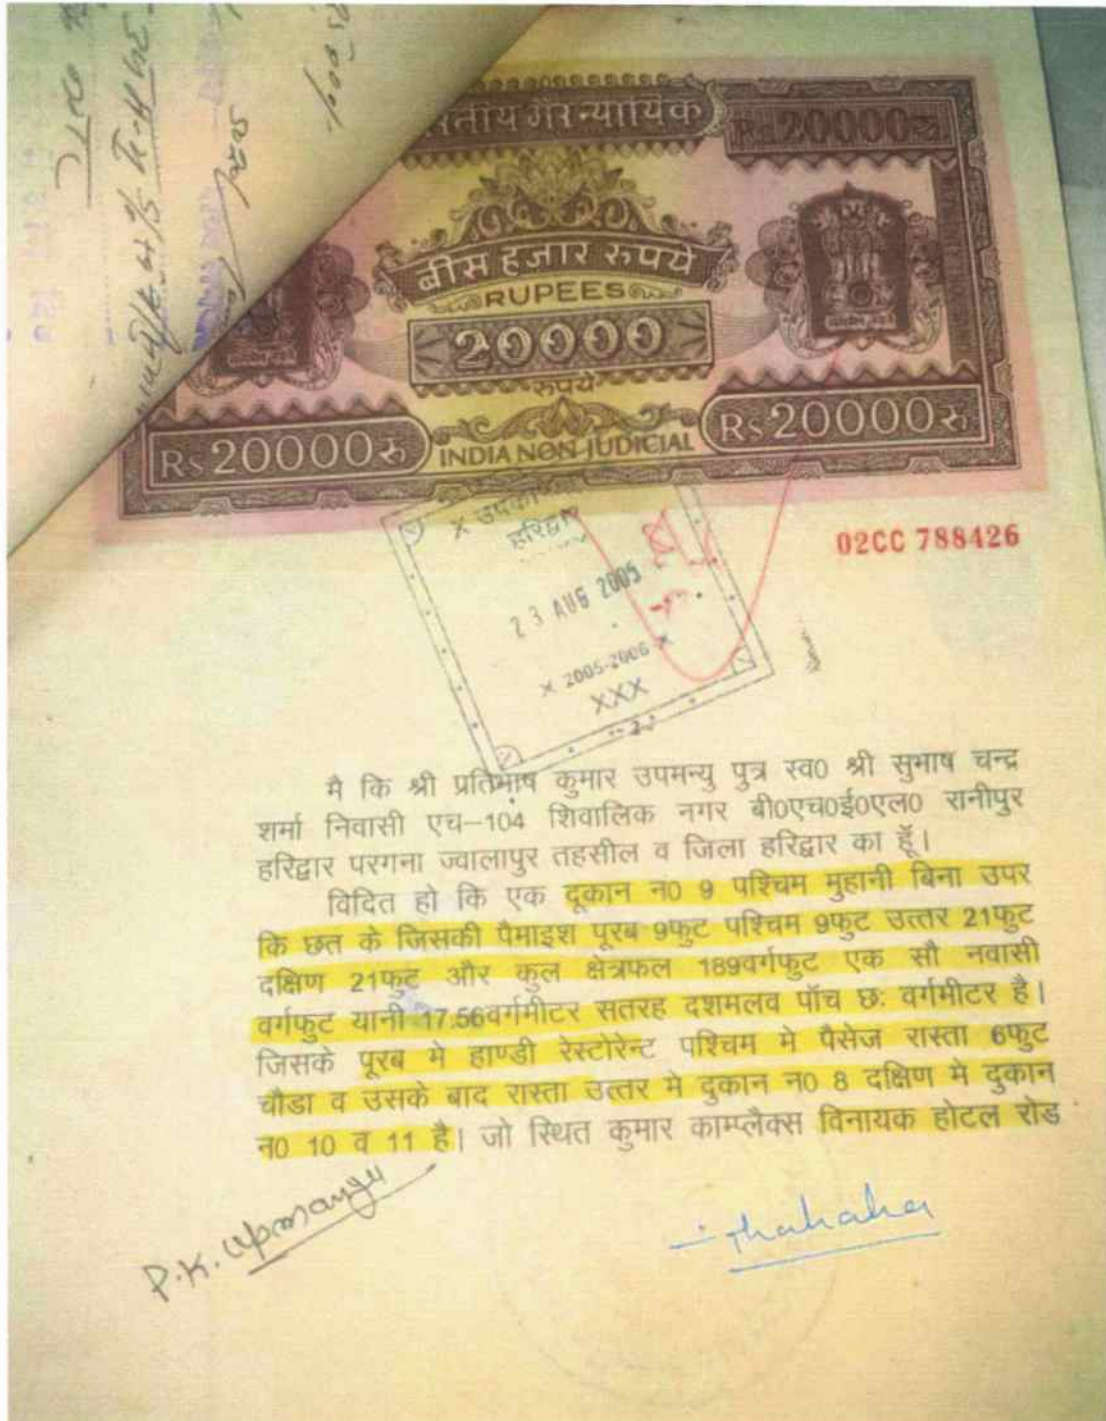 भारतीय गैर न्यायिक
Rs.20000रु.
बीस हजार रुपये
RUPEES
20000
रुपये
Rs 20000रु
INDIA NON JUDICIAL
Rs 20000रु
हरिद्वार
02CC 788426
23 AUG 2005
X 2005-2006 X
XXX
मै कि श्री प्रतिभाष कुमार उपमन्यु पुत्र स्व0 श्री सुभाष चन्द्र
शर्मा निवासी एच-104 शिवालिक नगर बी0एच0ई0एल0 रानीपुर
हरिद्वार परगना ज्वालापुर तहसील व जिला हरिद्वार का हूँ।
विदित हो कि एक दूकान न0 9 पश्चिम मुहानी बिना उपर
कि छत के जिसकी पैमाइश पूरब 9फुट पश्चिम 9फुट उत्तर 21फुट
दक्षिण 21फुट और कुल क्षेत्रफल 189वर्गफुट एक सौ नवासी
वर्गफुट यानी 17.56वर्गमीटर सतरह दशमलव पॉच छः वर्गमीटर है।
जिसके पूरब मे हाण्डी रेस्टोरेन्ट पश्चिम मे पैसेज रास्ता 6फुट
चौडा व उसके बाद रास्ता उत्तर मे दुकान न0 8 दक्षिण मे दुकान
न0 10 व 11 है। जो स्थित कुमार काम्प्लैक्स विनायक होटल रोड
P.K. Upmanyu